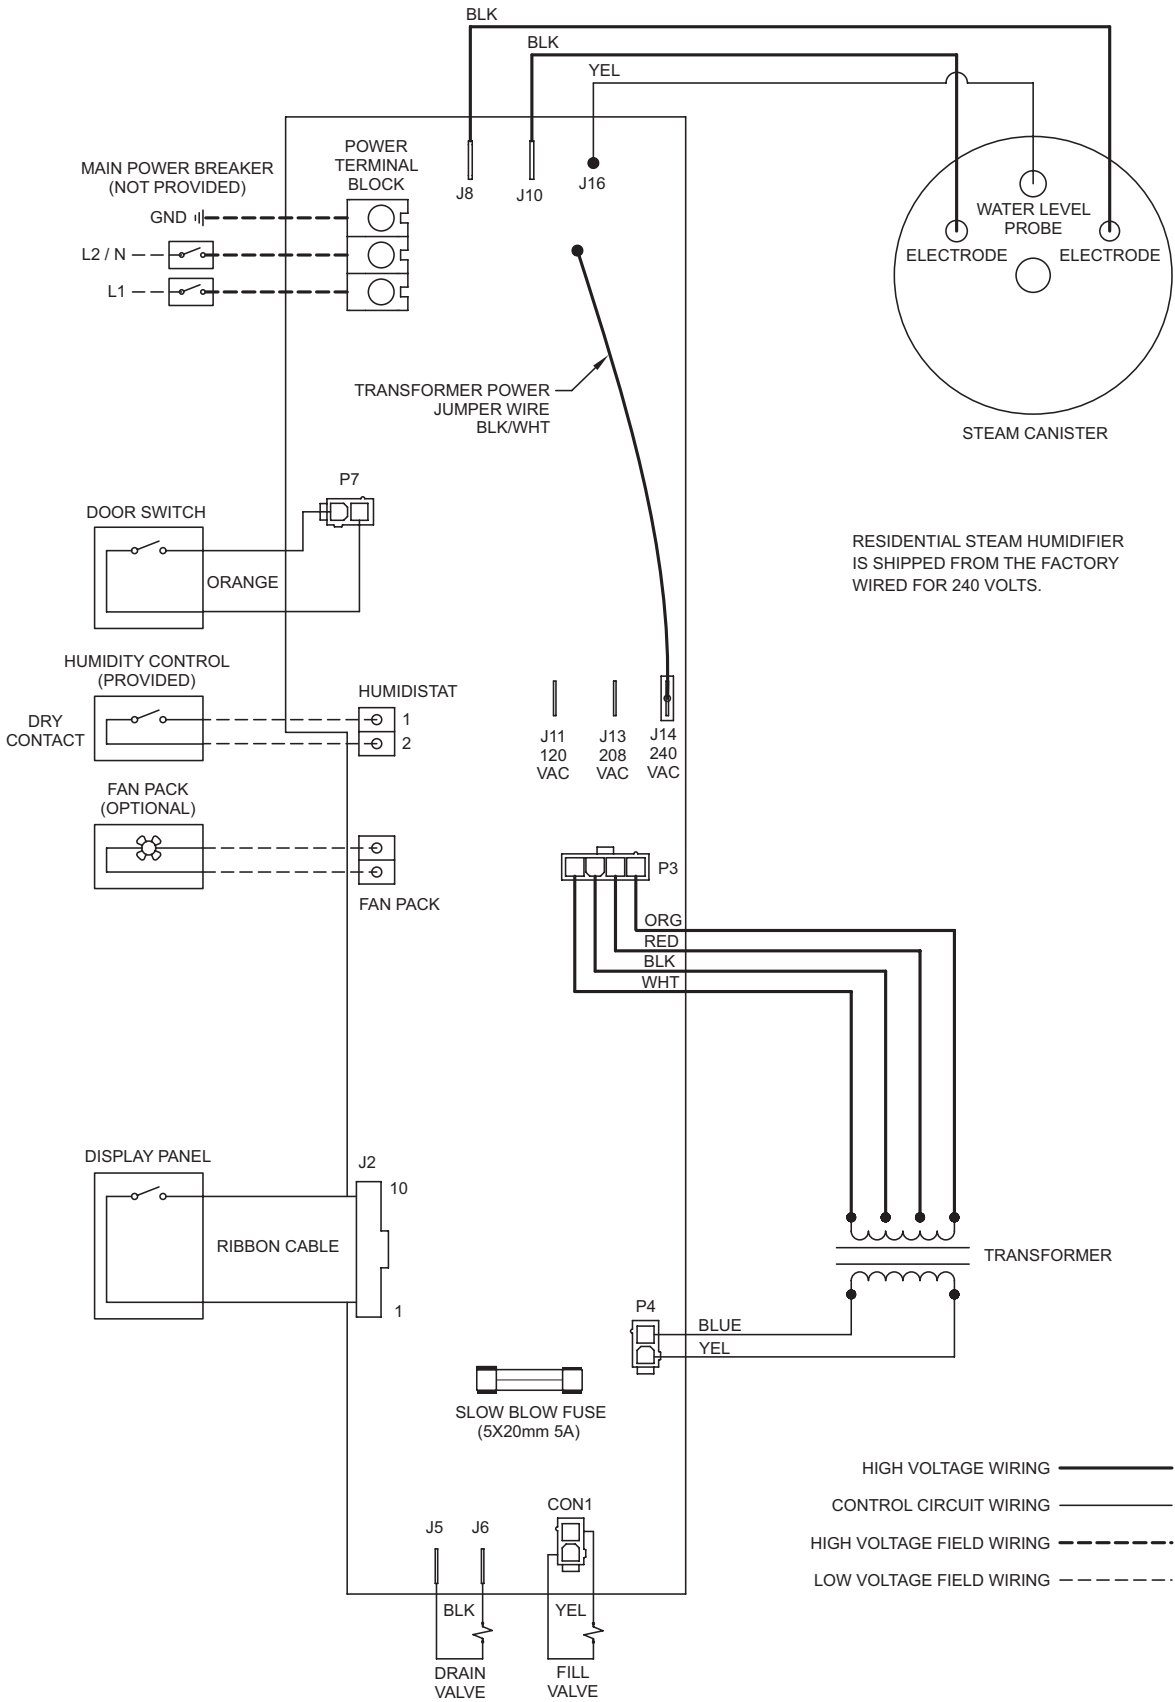 BLK
BLK
YEL
MAIN POWER BREAKER
(NOT PROVIDED)
POWER
TERMINAL
BLOCK
J8
J10
J16
GND
L2 / N
L1
WATER LEVEL
PROBE
ELECTRODE
ELECTRODE
STEAM CANISTER
TRANSFORMER POWER
JUMPER WIRE
BLK/WHT
P7
DOOR SWITCH
ORANGE
RESIDENTIAL STEAM HUMIDIFIER
IS SHIPPED FROM THE FACTORY
WIRED FOR 240 VOLTS.
HUMIDITY CONTROL
(PROVIDED)
DRY
CONTACT
HUMIDISTAT
1
2
J11
120
VAC
J13
208
VAC
J14
240
VAC
FAN PACK
(OPTIONAL)
FAN PACK
P3
ORG
RED
BLK
WHT
DISPLAY PANEL
J2
10
RIBBON CABLE
1
TRANSFORMER
P4
BLUE
YEL
SLOW BLOW FUSE
(5X20mm 5A)
HIGH VOLTAGE WIRING
CONTROL CIRCUIT WIRING
HIGH VOLTAGE FIELD WIRING
LOW VOLTAGE FIELD WIRING
CON1
J5
J6
BLK
YEL
DRAIN
VALVE
FILL
VALVE